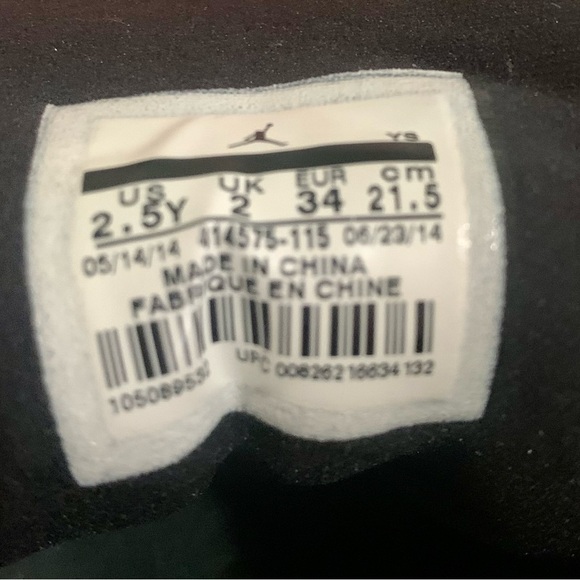 YS
US UK EUR cm
2.5Y 2 34 21.5
05/14/14 414575-115 06/23/14
MADE IN CHINA
FABRIQUE EN CHINE
UPC 00826216634132